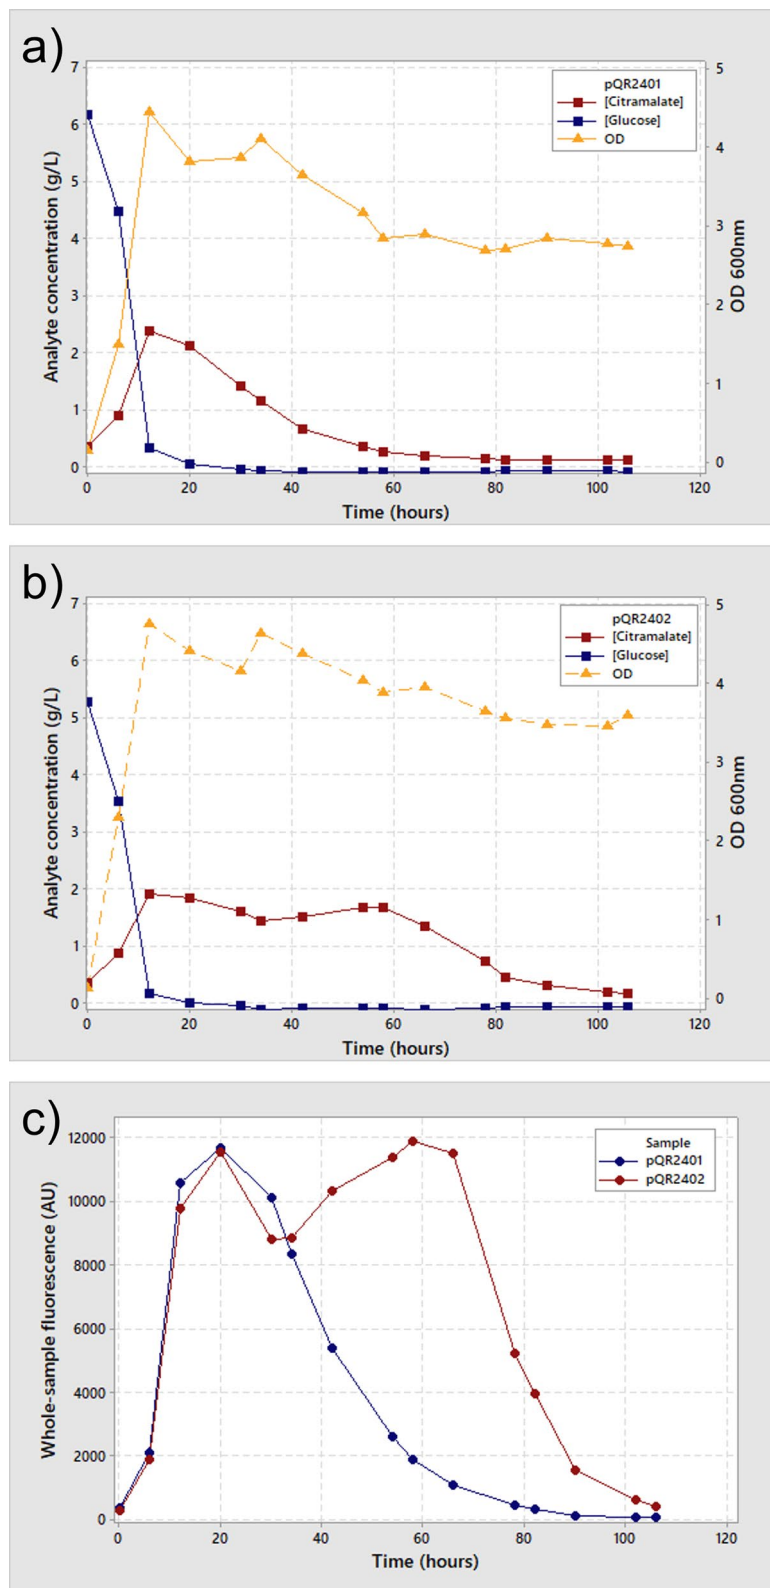 a)
pQR2401
[Citramalate]
[Glucose]
OD
Analyte concentration (g/L)
7
6
5
4
3
2
1
0
5
4
3
2
1
0
OD 600nm
0 20 40 60 80 100 120
Time (hours)
b)
pQR2402
[Citramalate]
[Glucose]
OD
Analyte concentration (g/L)
7
6
5
4
3
2
1
0
5
4
3
2
1
0
OD 600nm
0 20 40 60 80 100 120
Time (hours)
c)
Sample
pQR2401
pQR2402
Whole-sample fluorescence (AU)
12000
10000
8000
6000
4000
2000
0
0 20 40 60 80 100 120
Time (hours)